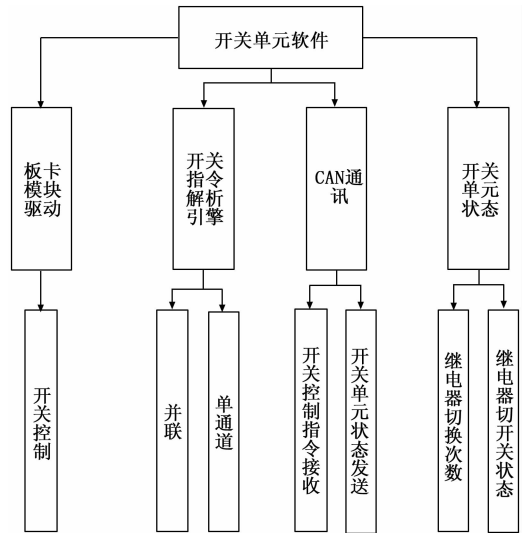 开关单元软件
板卡
模块
驱动
开关
指令
解析
引擎
CAN通
讯
开关
单元
状态
开关控制
并联
单通道
开关控制指令接收
开关单元状态发送
继电器切换次数
继电器切开关状态